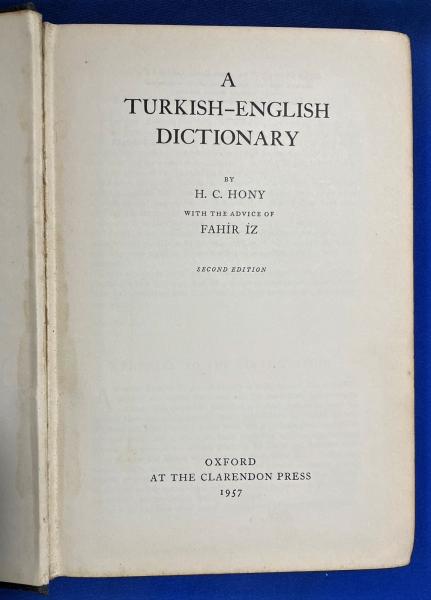 A
TURKISH–ENGLISH
DICTIONARY
BY
H. C. HONY
WITH THE ADVICE OF
FAHİR İZ
SECOND EDITION
OXFORD
AT THE CLARENDON PRESS
1957